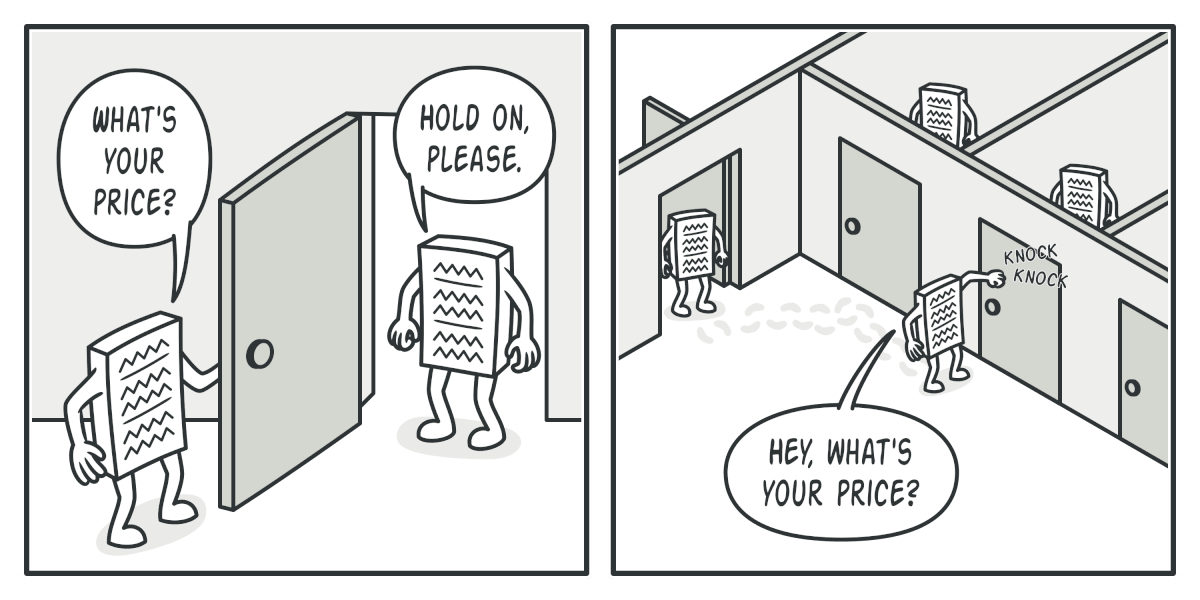 WHAT'S
YOUR
PRICE?
HOLD ON,
PLEASE.
KNOCK
KNOCK
HEY, WHAT'S
YOUR PRICE?